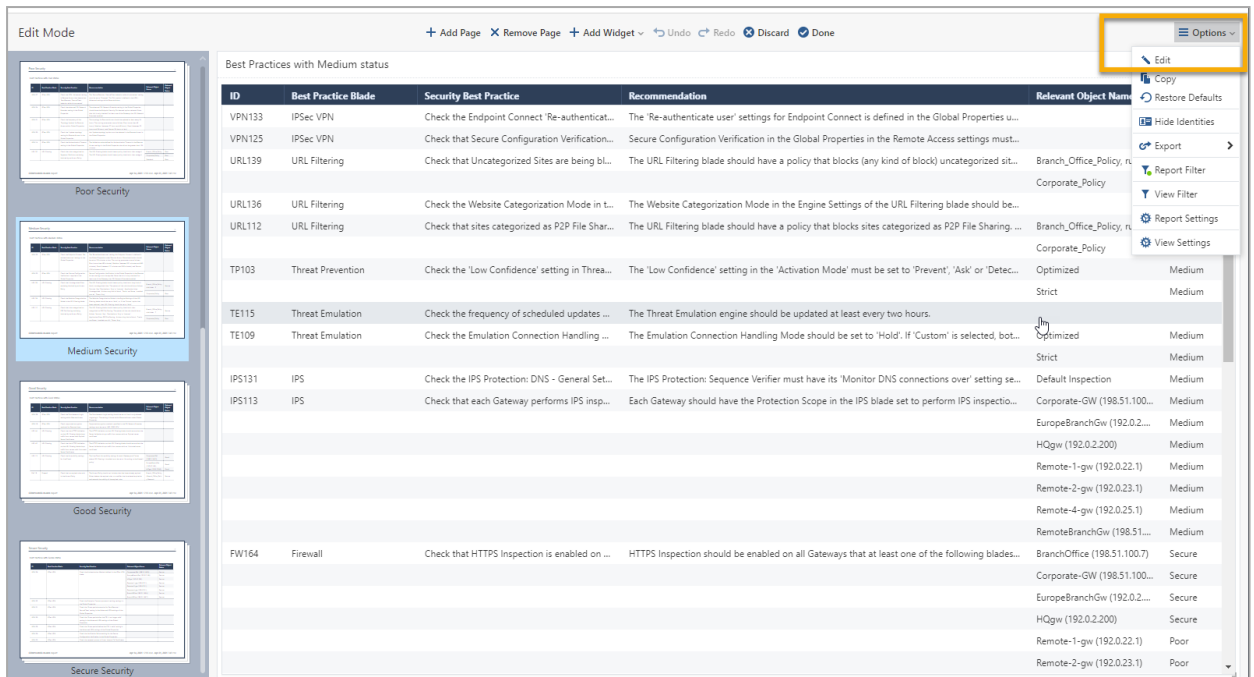 Edit Mode
Add Page Remove Page Add Widget Undo Redo Discard Done
Options
Edit
Copy
Restore Defaults
Hide Identities
Export
Report Filter
View Filter
Report Settings
View Settings
Poor Security
Medium Security
Good Security
Secure Security
Best Practices with Medium status
ID Best Practice Blade Security Best Practice Recommendation Relevant Object Name
VPN133 IPSec VPN Check the Endpoint Connect 'Re-authenticat... The 'Re-authenticate user' settings for Endpoint Connect is defined in the Global Properties u...
VPN125 IPSec VPN Check that Secure Configuration Verification... Secure Configuration Verification in the Global Properties in the Remote Access settings must...
URL139 URL Filtering Check that Uncategorized Sites are being bl... The URL Filtering blade should have a policy that blocks (any kind of block) uncategorized sit... Branch_Office_Policy, ru
Corporate_Policy
URL136 URL Filtering Check the Website Categorization Mode in t... The Website Categorization Mode in the Engine Settings of the URL Filtering blade should be...
URL112 URL Filtering Check that sites categorized as P2P File Shar... The URL Filtering blade should have a policy that blocks sites categorized as P2P File Sharing. ... Branch_Office_Policy, ru
Corporate_Policy
TP103 Threat Prevention Check the 'Low Confidence' setting in Threa... The 'Low Confidence' setting in the 'Activation Mode' must be set to 'Prevent', 'Ask' or 'Detec... Optimized Medium
Strict Medium
TE115 Threat Emulation Check the frequency of scheduled updates ... The Threat Emulation engine should be updated at least every two hours.
TE109 Threat Emulation Check the Emulation Connection Handling ... The Emulation Connection Handling Mode should be set to 'Hold'. If 'Custom' is selected, bot... Optimized Medium
Strict Medium
IPS131 IPS Check the IPS Protection: DNS - General Set... The IPS Protection: Sequence Verifier must have its 'Monitor DNS connections over' setting se... Default Inspection Medium
IPS113 IPS Check that each Gateway performs IPS insp... Each Gateway should have the Protection Scope in the IPS blade set to perform IPS inspectio... Corporate-GW (198.51.100... Medium
EuropeBranchGw (192.0.2.... Medium
HQgw (192.0.2.200) Medium
Remote-1-gw (192.0.22.1) Medium
Remote-2-gw (192.0.23.1) Medium
Remote-4-gw (192.0.25.1) Medium
RemoteBranchGw (198.51.... Medium
FW164 Firewall Check that HTTPS Inspection is enabled on ... HTTPS Inspection should be enabled on all Gateways that at least one of the following blades... BranchOffice (198.51.100.7) Secure
Corporate-GW (198.51.100... Secure
EuropeBranchGw (192.0.2.... Secure
HQgw (192.0.2.200) Secure
Remote-1-gw (192.0.22.1) Poor
Remote-2-gw (192.0.23.1) Poor